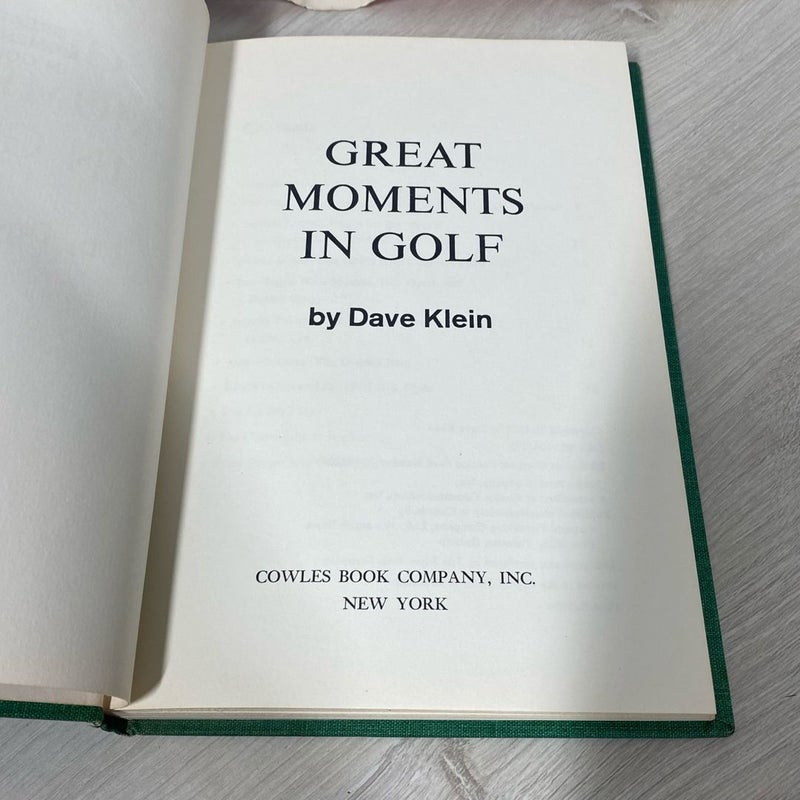 GREAT
MOMENTS
IN GOLF
by Dave Klein
COWLES BOOK COMPANY, INC.
NEW YORK